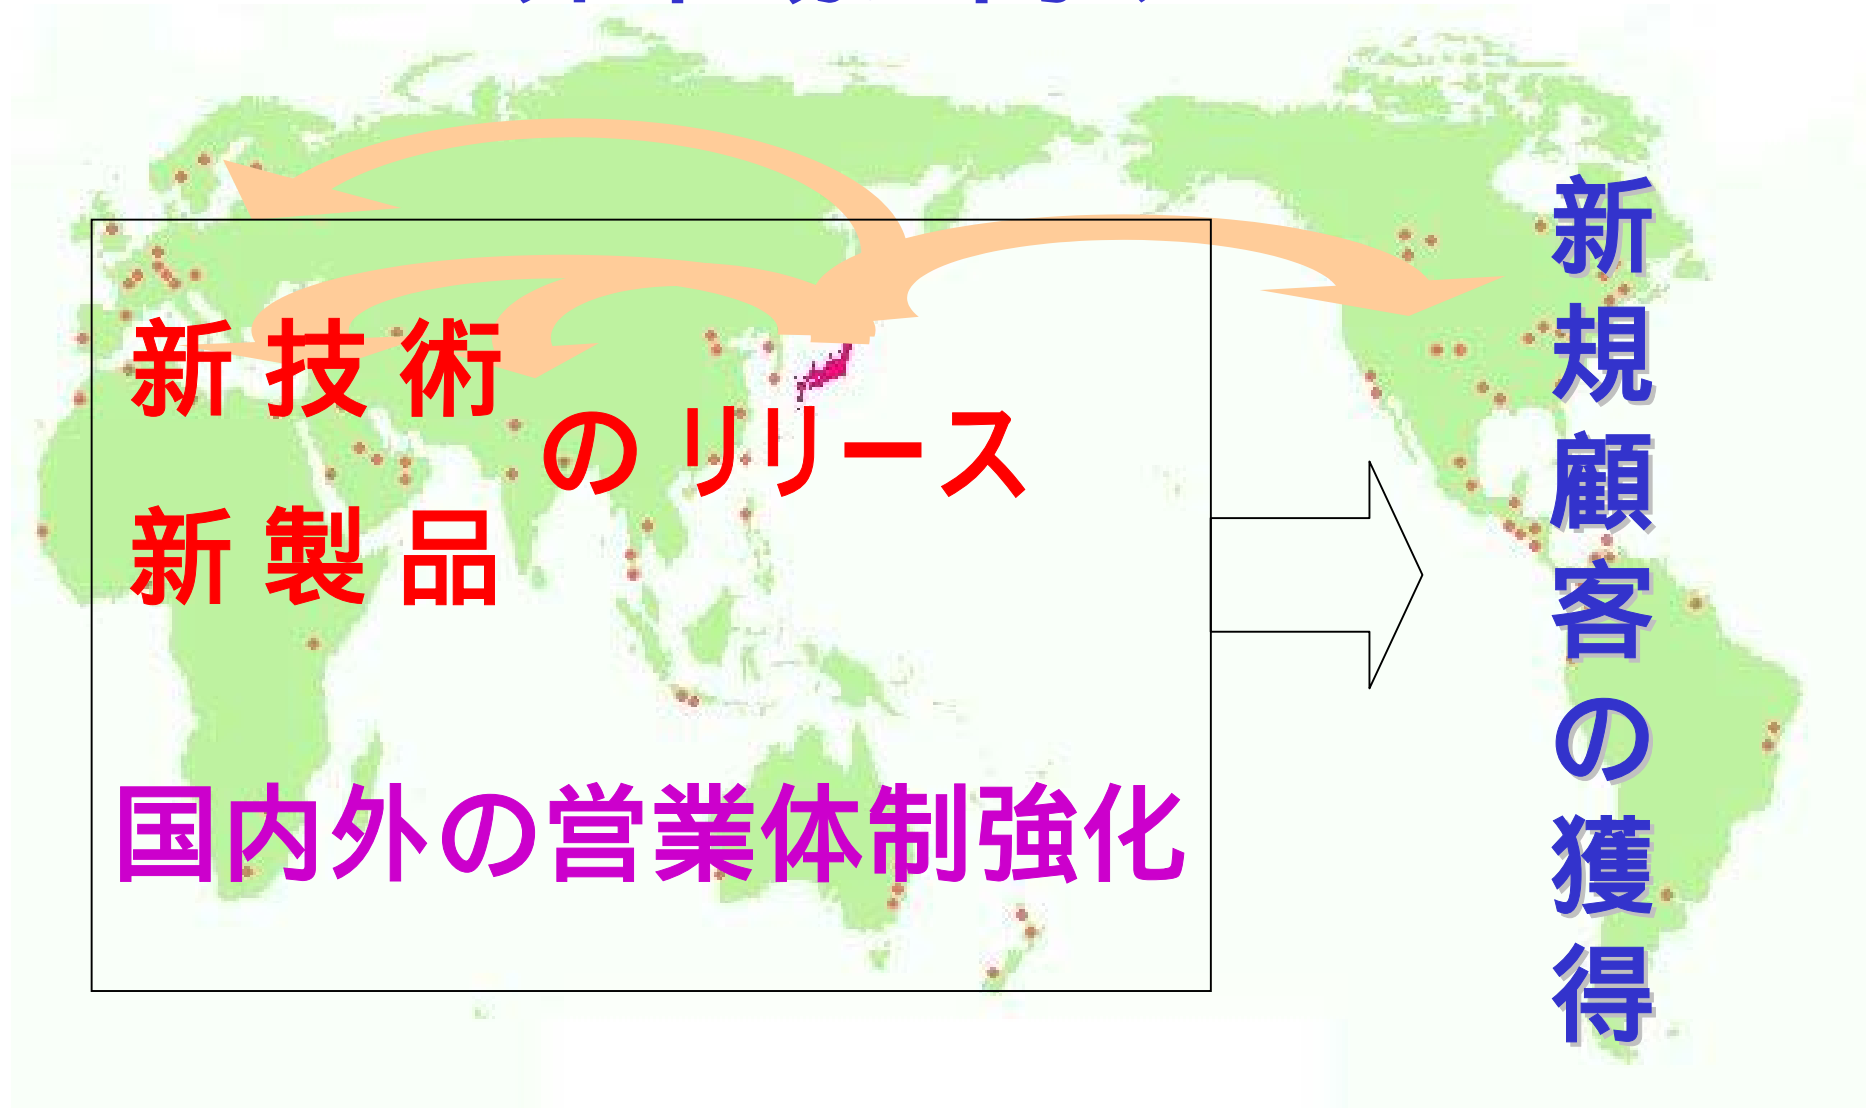 新技術
のリリース
新製品
国内外の営業体制強化
新規顧客の獲得